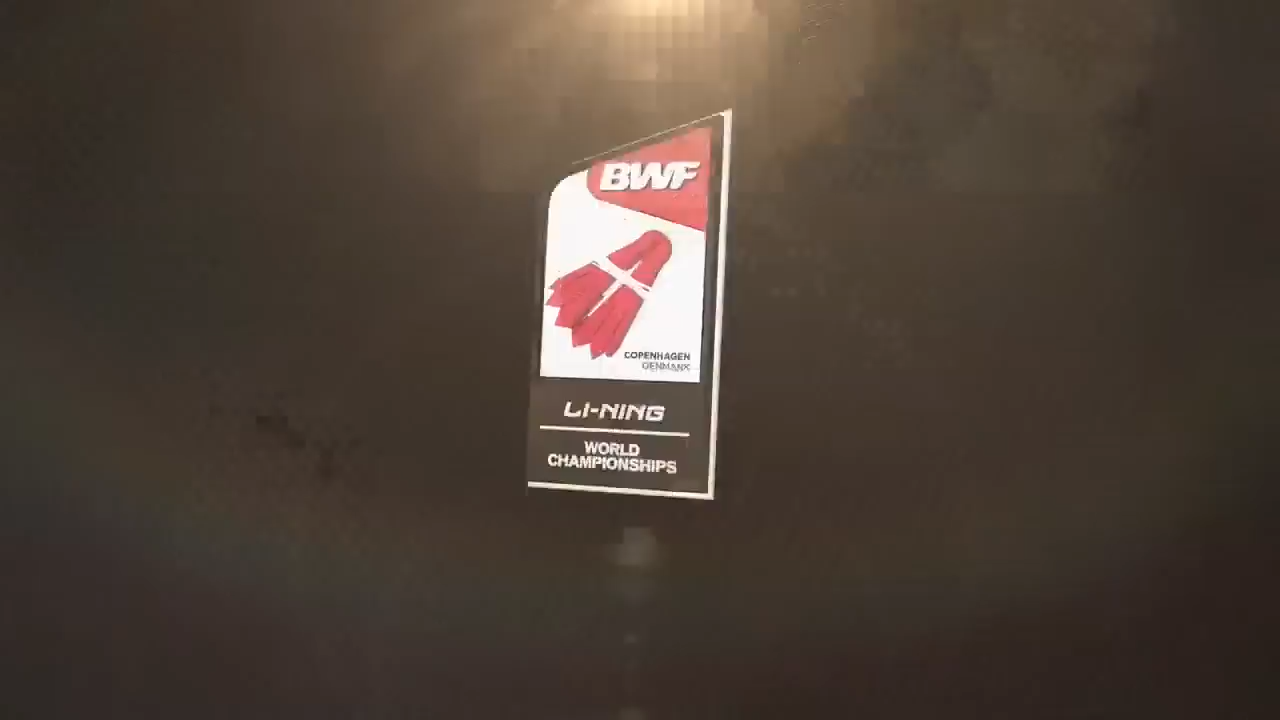 BWF
COPENHAGEN
DENMARK
LI-NING
WORLD
CHAMPIONSHIPS